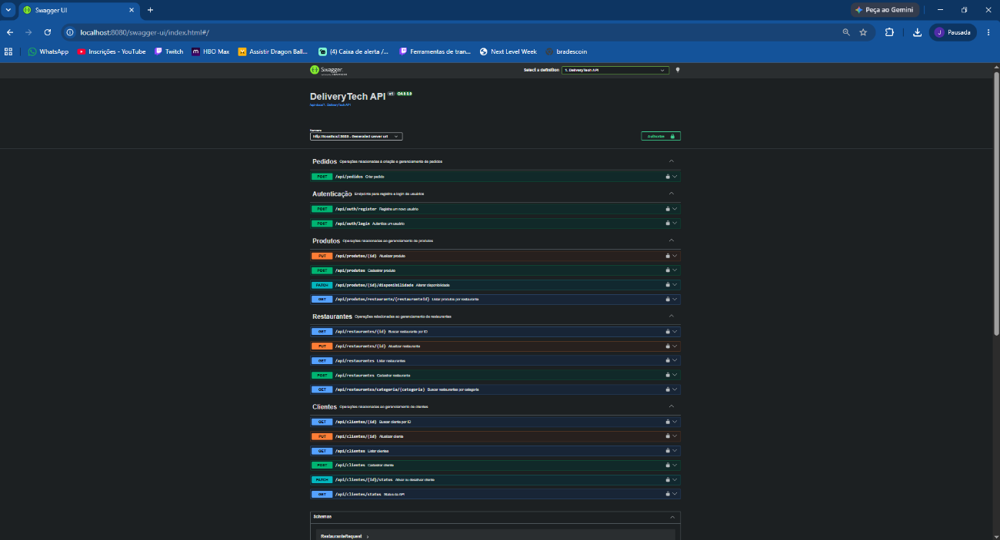 Swagger UI
Peça ao Gemini
localhost:8080/swagger-ui/index.html#/
J Pausada
WhatsApp
Inscrições - YouTube
Twitch
HBO Max
Assistir Dragon Ball...
(4) Caixa de alerta /...
Ferramentas de tran...
Next Level Week
bradescoin
Swagger
Select a definition
1. DeliveryTech API
DeliveryTech API v1 OAS 3.0
Servers
http://localhost:8080 - Generated server url
Authorize
Pedidos Operações relacionadas à criação e gerenciamento de pedidos
POST /api/pedidos Criar pedido
Autenticação Endpoints para registro e login de usuários
POST /api/auth/register Registra um novo usuário
POST /api/auth/login Autentica um usuário
Produtos Operações relacionadas ao gerenciamento de produtos
PUT /api/produtos/{id} Atualizar produto
POST /api/produtos Cadastrar produto
PATCH /api/produtos/{id}/disponibilidade Alterar disponibilidade
GET /api/produtos/restaurante/{restauranteId} Listar produtos por restaurante
Restaurantes Operações relacionadas ao gerenciamento de restaurantes
GET /api/restaurantes/{id} Buscar restaurante por ID
PUT /api/restaurantes/{id} Atualizar restaurante
GET /api/restaurantes Listar restaurantes
POST /api/restaurantes Cadastrar restaurante
GET /api/restaurantes/categoria/{categoria} Buscar restaurantes por categoria
Clientes Operações relacionadas ao gerenciamento de clientes
GET /api/clientes/{id} Buscar cliente por ID
PUT /api/clientes/{id} Atualizar cliente
GET /api/clientes Listar clientes
POST /api/clientes Cadastrar cliente
PATCH /api/clientes/{id}/status Ativar ou desativar cliente
GET /api/clientes/status Status da API
Schemas
RestauranteRequest